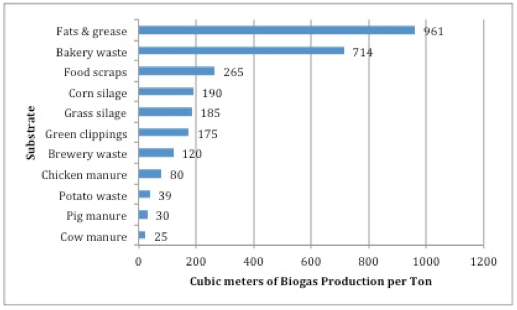 Fats & grease 961
Bakery waste 714
Food scraps 265
Corn silage 190
Grass silage 185
Green clippings 175
Brewery waste 120
Chicken manure 80
Potato waste 39
Pig manure 30
Cow manure 25
Substrate
0 200 400 600 800 1000 1200
Cubic meters of Biogas Production per Ton